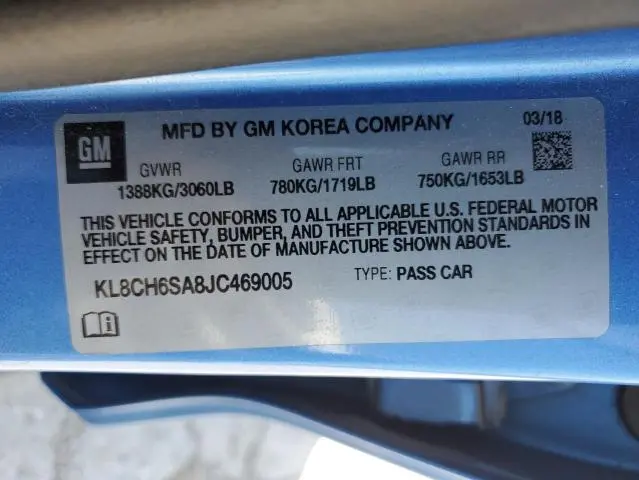 MFD BY GM KOREA COMPANY 03/18
GM
GVWR GAWR FRT GAWR RR
1388KG/3060LB 780KG/1719LB 750KG/1653LB
THIS VEHICLE CONFORMS TO ALL APPLICABLE U.S. FEDERAL MOTOR
VEHICLE SAFETY, BUMPER, AND THEFT PREVENTION STANDARDS IN
EFFECT ON THE DATE OF MANUFACTURE SHOWN ABOVE.
KL8CH6SA8JC469005 TYPE: PASS CAR